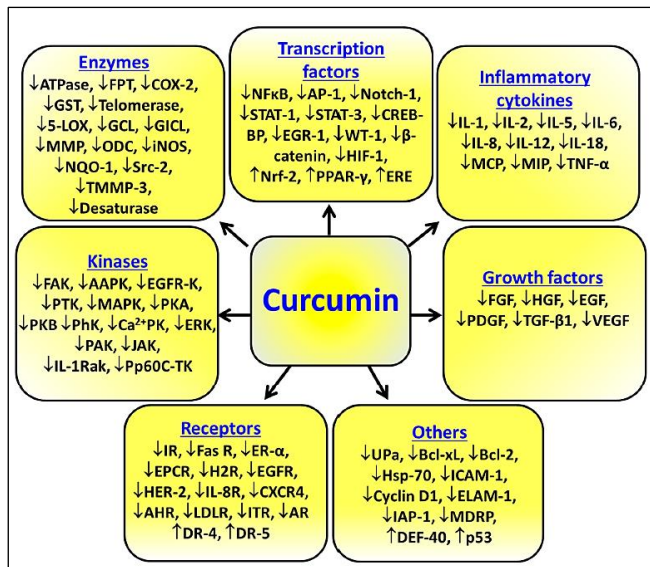 Enzymes
↓ATPase, ↓FPT, ↓COX-2,
↓GST, ↓Telomerase,
↓5-LOX, ↓GCL, ↓GICL,
↓MMP, ↓ODC, ↓iNOS,
↓NQO-1, ↓Src-2,
↓TMMP-3,
↓Desaturase
Transcription
factors
↓NFκB, ↓AP-1, ↓Notch-1,
↓STAT-1, ↓STAT-3, ↓CREB-
BP, ↓EGR-1, ↓WT-1, ↓β-
catenin, ↓HIF-1,
↑Nrf-2, ↑PPAR-γ, ↑ERE
Inflammatory
cytokines
↓IL-1, ↓IL-2, ↓IL-5, ↓IL-6,
↓IL-8, ↓IL-12, ↓IL-18,
↓MCP, ↓MIP, ↓TNF-α
Kinases
↓FAK, ↓AAPK, ↓EGFR-K,
↓PTK, ↓MAPK, ↓PKA,
↓PKB ↓PhK, ↓Ca²⁺PK, ↓ERK,
↓PAK, ↓JAK,
↓IL-1Rak, ↓Pp60C-TK
Curcumin
Growth factors
↓FGF, ↓HGF, ↓EGF,
↓PDGF, ↓TGF-β1, ↓VEGF
Receptors
↓IR, ↓Fas R, ↓ER-α,
↓EPCR, ↓H2R, ↓EGFR,
↓HER-2, ↓IL-8R, ↓CXCR4,
↓AHR, ↓LDLR, ↓ITR, ↓AR
↑DR-4, ↑DR-5
Others
↓UPa, ↓Bcl-xL, ↓Bcl-2,
↓Hsp-70, ↓ICAM-1,
↓Cyclin D1, ↓ELAM-1,
↓IAP-1, ↓MDRP,
↑DEF-40, ↑p53